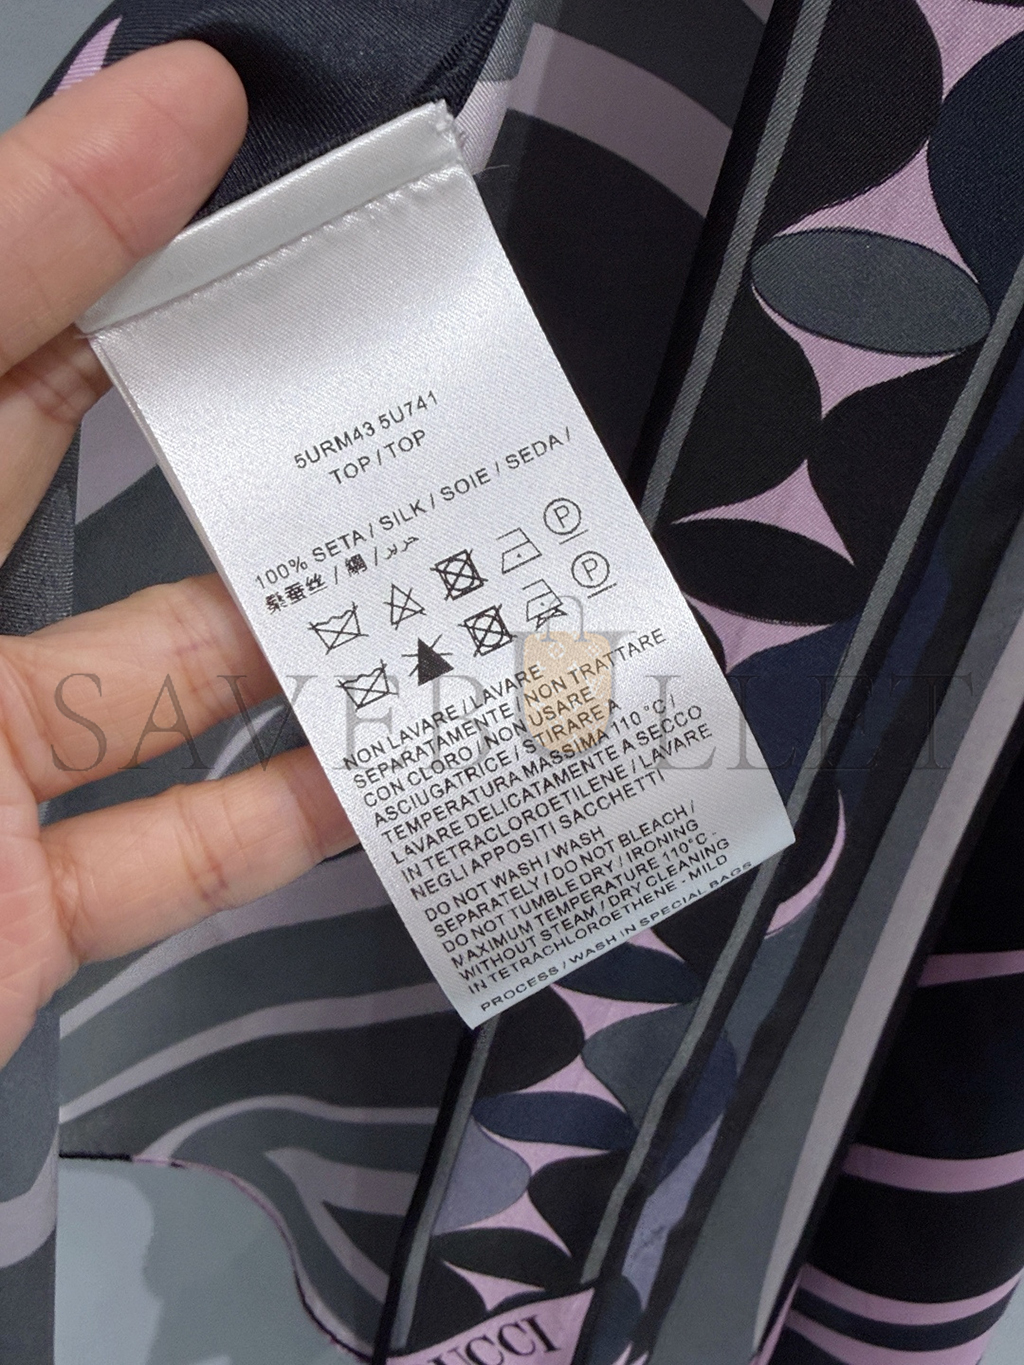 5URM43 5U741
TOP / TOP
100% SETA / SILK / SOIE / SEDA /
桑蚕丝 / 絹 / حرير
P
P
NON LAVARE / LAVARE
SEPARATAMENTE / NON TRATTARE
CON CLORO / NON USARE
ASCIUGATRICE / STIRARE A
TEMPERATURA MASSIMA 110 °C /
LAVARE DELICATAMENTE A SECCO
IN TETRACLOROETILENE / LAVARE
NEGLI APPOSITI SACCHETTI
DO NOT WASH / WASH
SEPARATELY / DO NOT BLEACH /
DO NOT TUMBLE DRY / IRONING
MAXIMUM TEMPERATURE 110°C -
WITHOUT STEAM / DRY CLEANING
IN TETRACHLOROETHENE - MILD
PROCESS / WASH IN SPECIAL BAGS
SAVEBULLET
UCCI